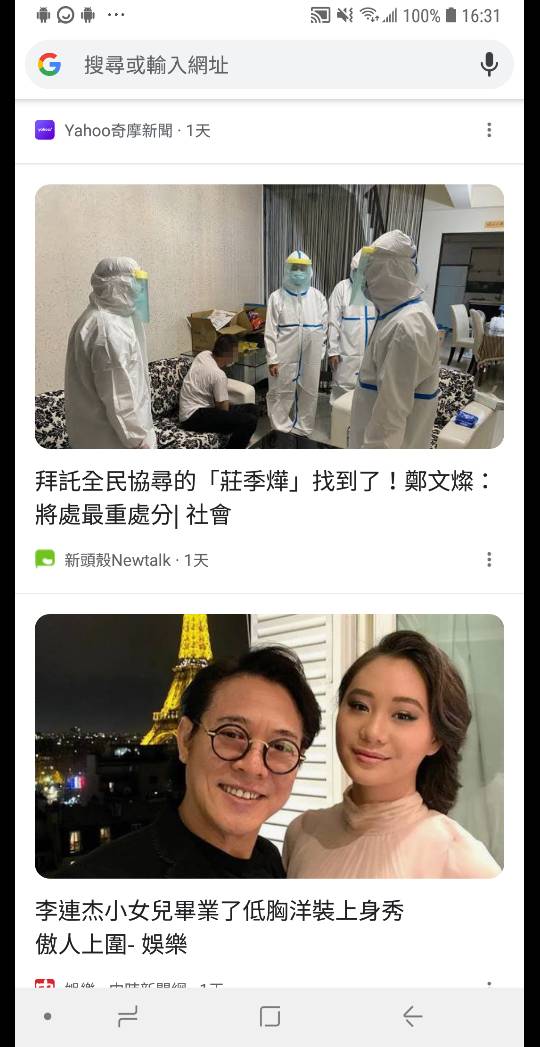 100% 16:31
搜尋或輸入網址
Yahoo奇摩新聞 · 1天
拜託全民協尋的「莊季燁」找到了！鄭文燦：
將處最重處分| 社會
新頭殼Newtalk · 1天
李連杰小女兒畢業了低胸洋裝上身秀
傲人上圍- 娛樂